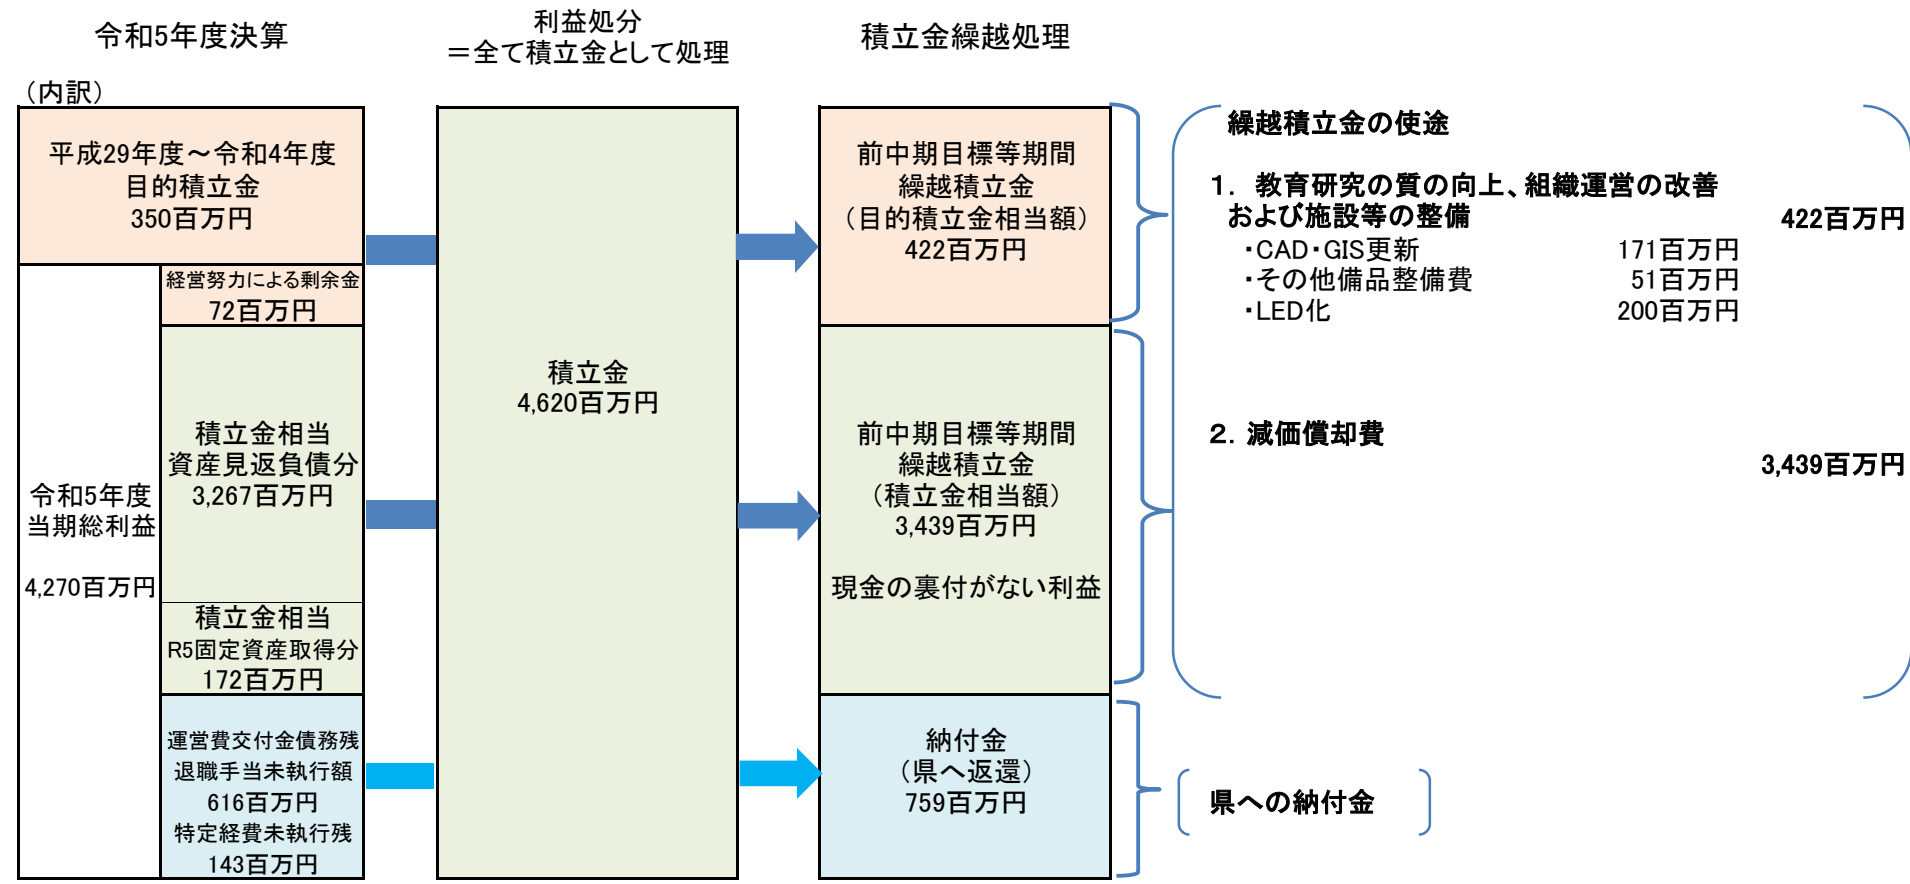 令和5年度決算
利益処分
＝全て積立金として処理
積立金繰越処理
（内訳）
平成29年度～令和4年度
目的積立金
350百万円
経営努力による剰余金
72百万円
積立金相当
資産見返負債分
3,267百万円
令和5年度
当期総利益
4,270百万円
積立金相当
R5固定資産取得分
172百万円
運営費交付金債務残
退職手当未執行額
616百万円
特定経費未執行残
143百万円
積立金
4,620百万円
前中期目標等期間
繰越積立金
（目的積立金相当額）
422百万円
前中期目標等期間
繰越積立金
（積立金相当額）
3,439百万円
現金の裏付がない利益
納付金
（県へ返還）
759百万円
繰越積立金の使途
１． 教育研究の質の向上、組織運営の改善
および施設等の整備 422百万円
・CAD・GIS更新 171百万円
・その他備品整備費 51百万円
・LED化 200百万円
２．減価償却費
3,439百万円
県への納付金